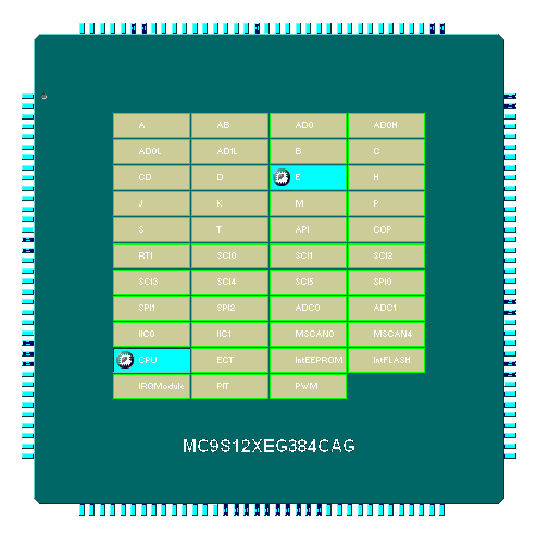 A AB AD0 AD0H
AD0L AD1L B C
CD D E H
J K M P
S T API COP
RTI SCI0 SCI1 SCI2
SCI3 SCI4 SCI5 SPI0
SPI1 SPI2 ADC0 ADC1
IIC0 IIC1 MSCAN0 MSCAN4
CPU ECT IntEEPROM IntFLASH
IRQModule PIT PWM
MC9S12XEG384CAG